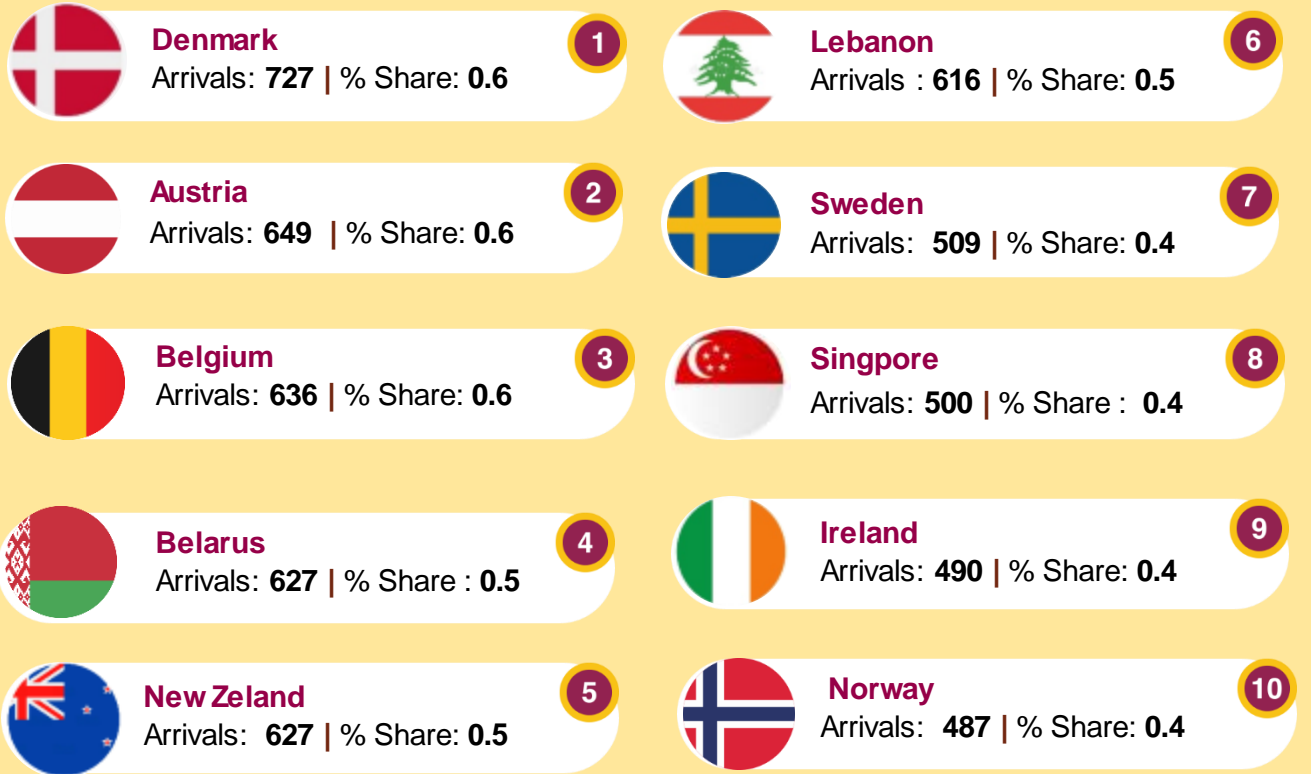 Denmark
1
Arrivals: 727 | % Share: 0.6
Austria
2
Arrivals: 649 | % Share: 0.6
Belgium
3
Arrivals: 636 | % Share: 0.6
Belarus
4
Arrivals: 627 | % Share : 0.5
New Zeland
5
Arrivals: 627 | % Share: 0.5
Lebanon
6
Arrivals : 616 | % Share: 0.5
Sweden
7
Arrivals: 509 | % Share: 0.4
Singpore
8
Arrivals: 500 | % Share : 0.4
Ireland
9
Arrivals: 490 | % Share: 0.4
Norway
10
Arrivals: 487 | % Share: 0.4